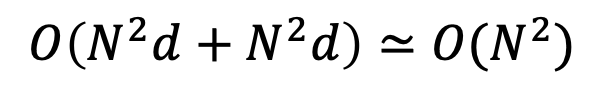 O(N²d + N²d) ≃ O(N²)